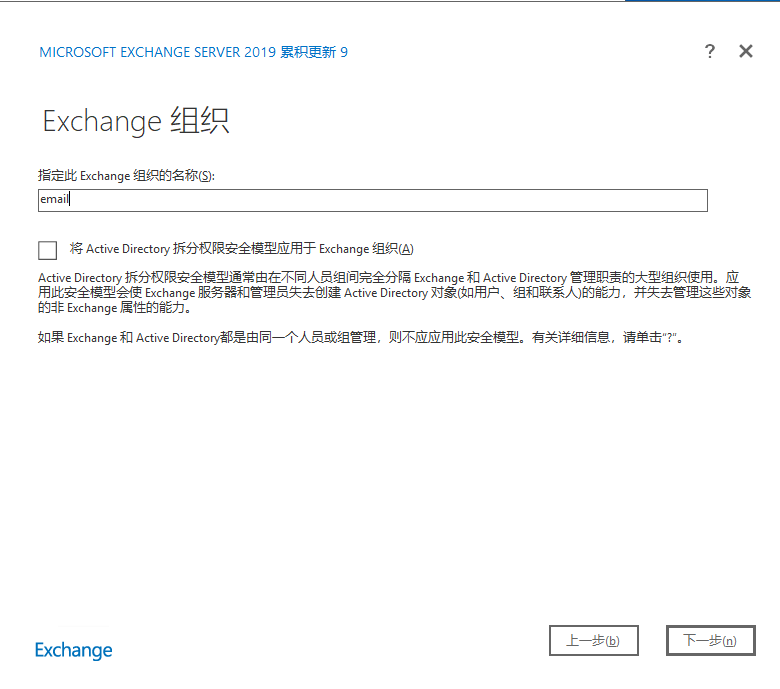 MICROSOFT EXCHANGE SERVER 2019 累积更新 9
?
Exchange 组织
指定此 Exchange 组织的名称(S):
email
将 Active Directory 拆分权限安全模型应用于 Exchange 组织(A)
Active Directory 拆分权限安全模型通常由在不同人员组间完全分隔 Exchange 和 Active Directory 管理职责的大型组织使用。应
用此安全模型会使 Exchange 服务器和管理员失去创建 Active Directory 对象(如用户、组和联系人)的能力，并失去管理这些对象
的非 Exchange 属性的能力。
如果 Exchange 和 Active Directory都是由同一个人员或组管理，则不应应用此安全模型。有关详细信息，请单击“?”。
Exchange
上一步(b)
下一步(n)